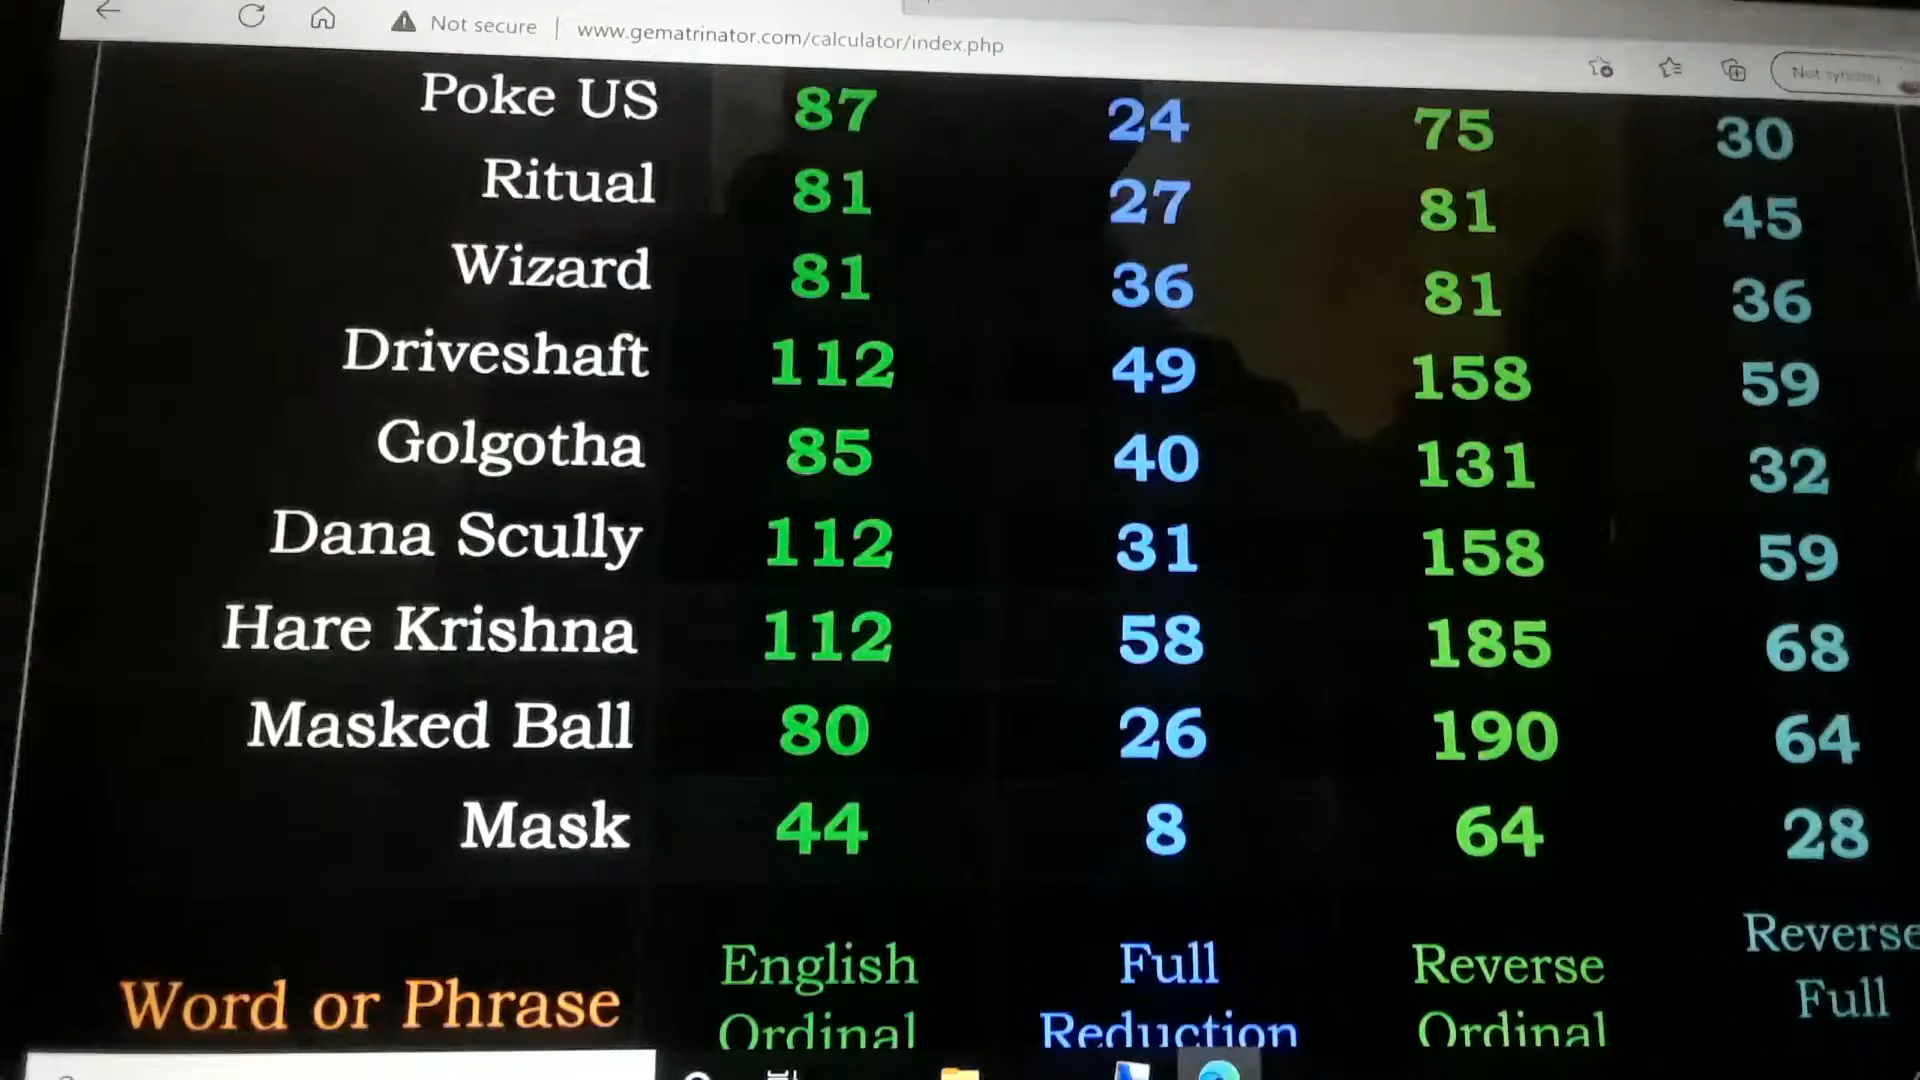 Not secure | www.gematrinator.com/calculator/index.php
Not syncing
Poke US 87 24 75 30
Ritual 81 27 81 45
Wizard 81 36 81 36
Driveshaft 112 49 158 59
Golgotha 85 40 131 32
Dana Scully 112 31 158 59
Hare Krishna 112 58 185 68
Masked Ball 80 26 190 64
Mask 44 8 64 28
Word or Phrase English Ordinal Full Reduction Reverse Ordinal Reverse Full